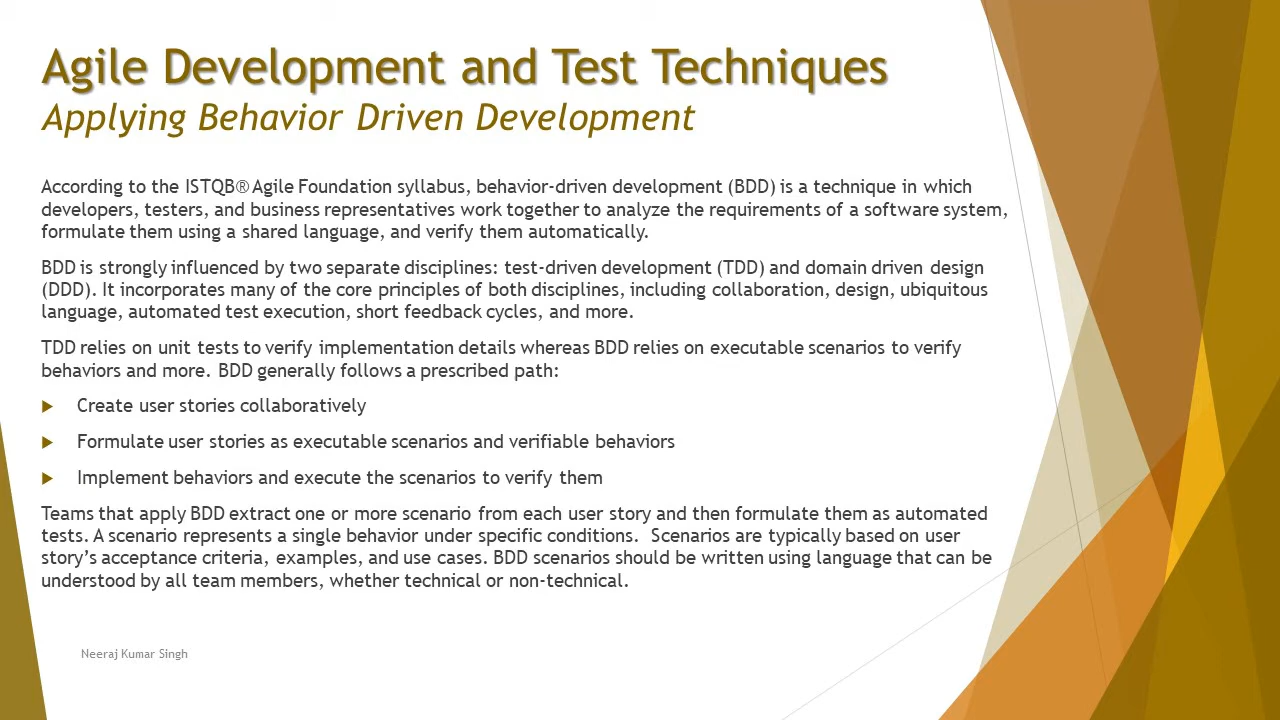 Agile Development and Test Techniques
Applying Behavior Driven Development
According to the ISTQB® Agile Foundation syllabus, behavior-driven development (BDD) is a technique in which
developers, testers, and business representatives work together to analyze the requirements of a software system,
formulate them using a shared language, and verify them automatically.
BDD is strongly influenced by two separate disciplines: test-driven development (TDD) and domain driven design
(DDD). It incorporates many of the core principles of both disciplines, including collaboration, design, ubiquitous
language, automated test execution, short feedback cycles, and more.
TDD relies on unit tests to verify implementation details whereas BDD relies on executable scenarios to verify
behaviors and more. BDD generally follows a prescribed path:
Create user stories collaboratively
Formulate user stories as executable scenarios and verifiable behaviors
Implement behaviors and execute the scenarios to verify them
Teams that apply BDD extract one or more scenario from each user story and then formulate them as automated
tests. A scenario represents a single behavior under specific conditions. Scenarios are typically based on user
story’s acceptance criteria, examples, and use cases. BDD scenarios should be written using language that can be
understood by all team members, whether technical or non-technical.
Neeraj Kumar Singh